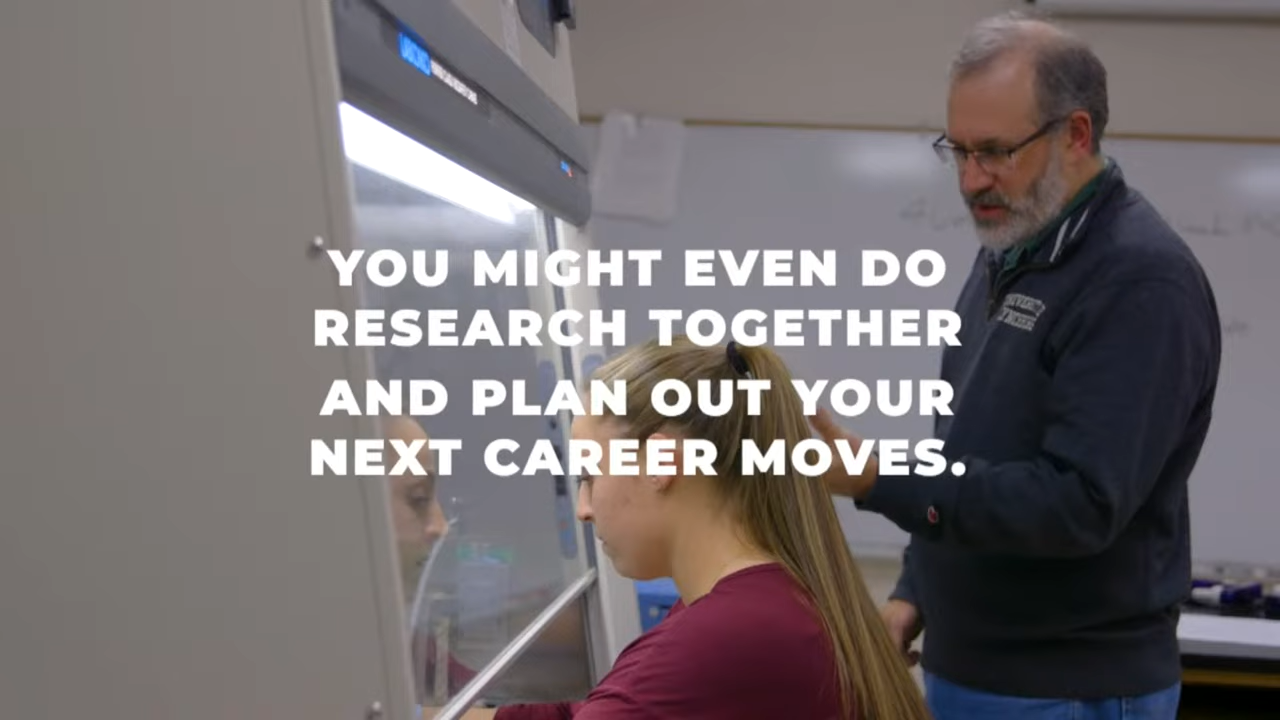 YOU MIGHT EVEN DO
RESEARCH TOGETHER
AND PLAN OUT YOUR
NEXT CAREER MOVES.